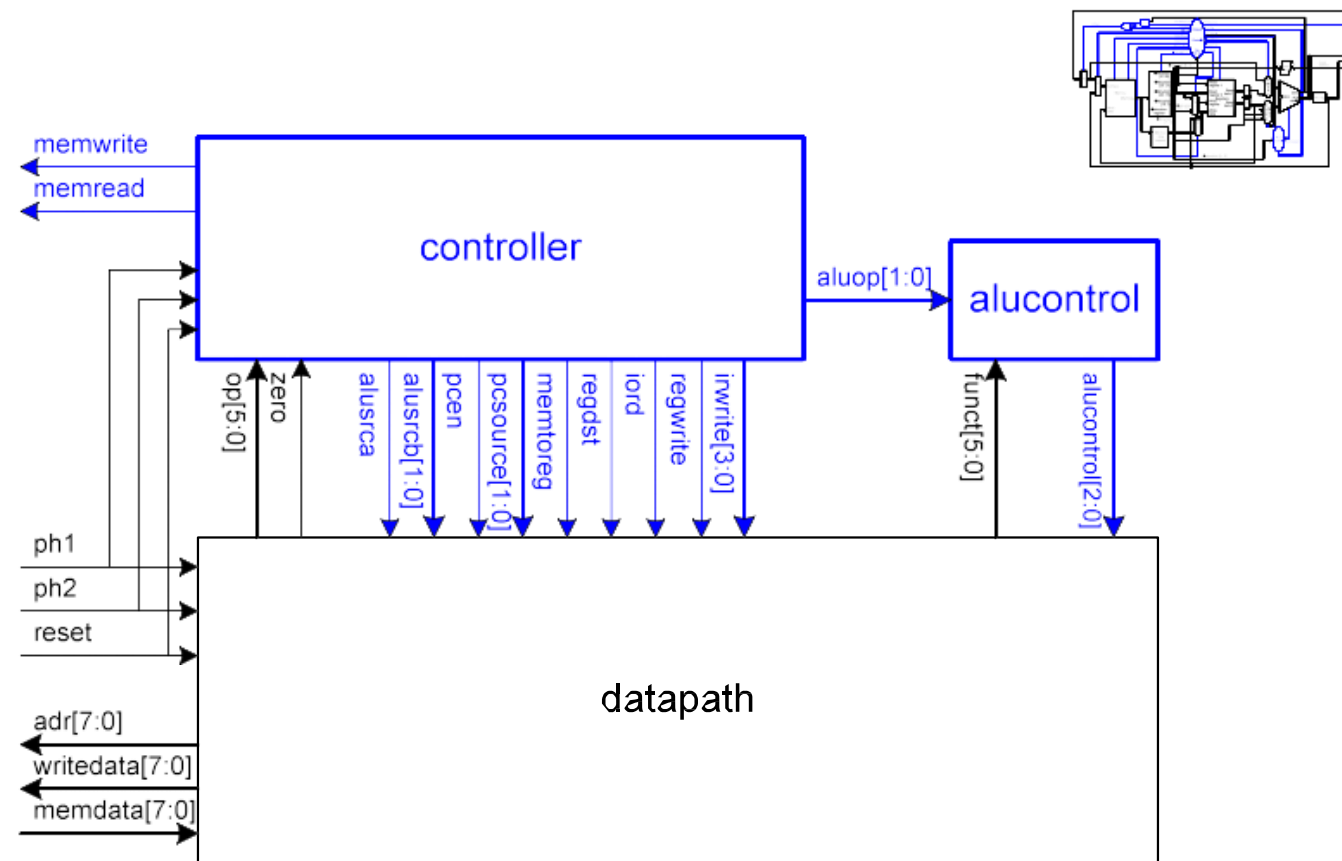 memwrite
memread
controller
aluop[1:0]
alucontrol
op[5:0]
zero
alusrca
alusrcb[1:0]
pcen
pcsource[1:0]
memtoreg
regdst
iord
regwrite
irwrite[3:0]
funct[5:0]
alucontrol[2:0]
ph1
ph2
reset
datapath
adr[7:0]
writedata[7:0]
memdata[7:0]